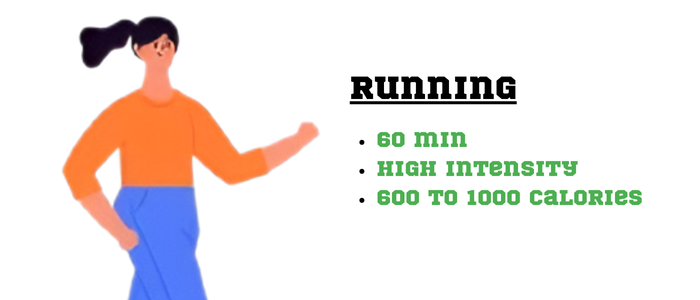 RUNNING
• 60 MIN
• HIGH INTENSITY
• 600 TO 1000 CALORIES